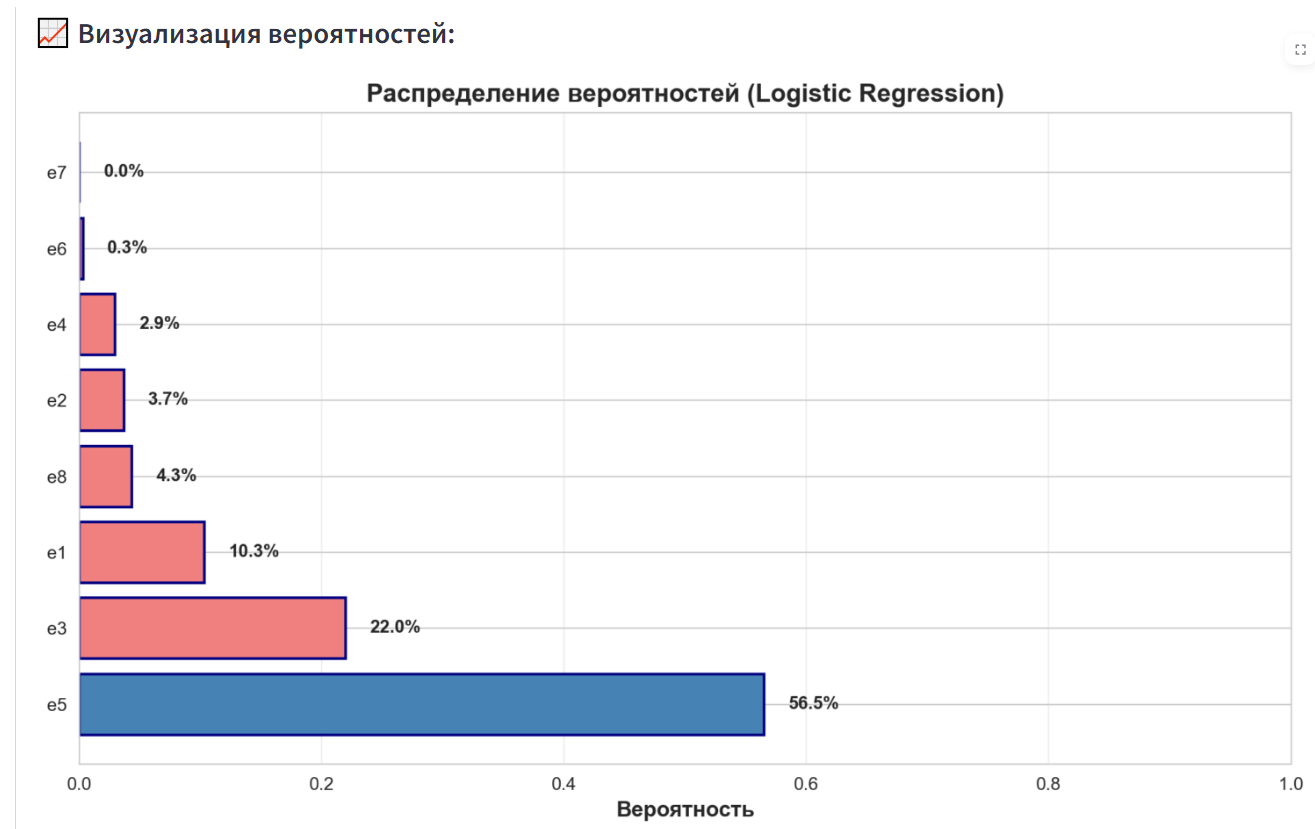 Визуализация вероятностей:
Распределение вероятностей (Logistic Regression)
e7 0.0%
e6 0.3%
e4 2.9%
e2 3.7%
e8 4.3%
e1 10.3%
e3 22.0%
e5 56.5%
0.0 0.2 0.4 0.6 0.8 1.0
Вероятность